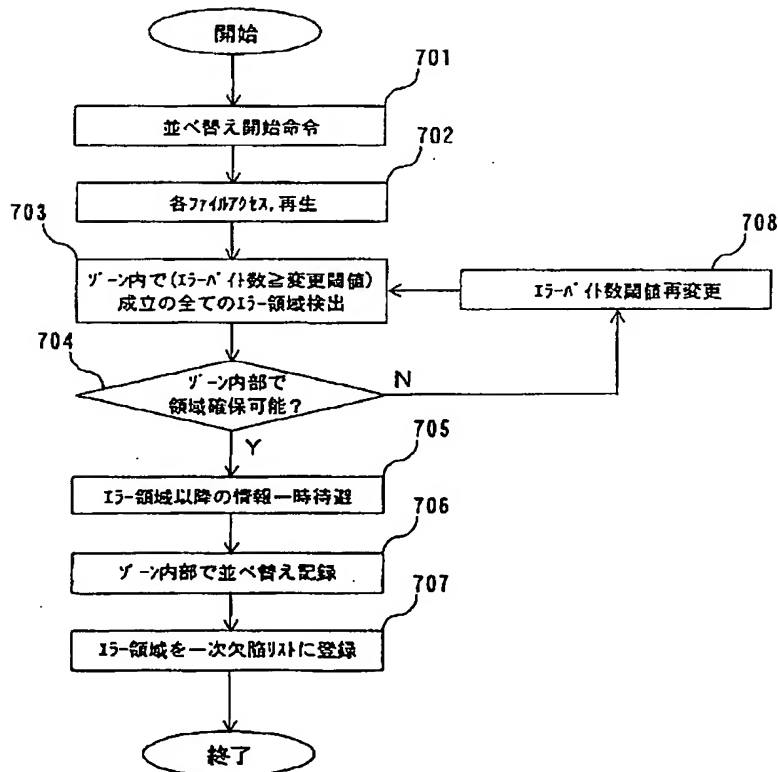 開始
701
並べ替え開始命令
702
各ﾌｧｲﾙｱｸｾｽ,再生
703
ｿﾞｰﾝ内で(ｴﾗｰﾊﾞｲﾄ数≧変更閾値)
成立の全てのｴﾗｰ領域検出
708
ｴﾗｰﾊﾞｲﾄ数閾値再変更
704
ｿﾞｰﾝ内部で
領域確保可能?
N
Y
705
ｴﾗｰ領域以降の情報一時待避
706
ｿﾞｰﾝ内部で並べ替え記録
707
ｴﾗｰ領域を一次欠陥ﾘｽﾄに登録
終了